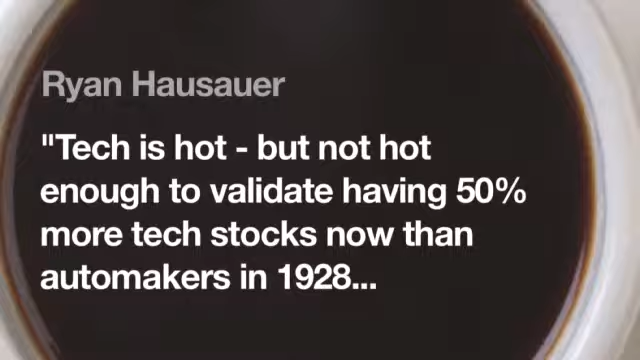 Ryan Hausauer
"Tech is hot - but not hot
enough to validate having 50%
more tech stocks now than
automakers in 1928...